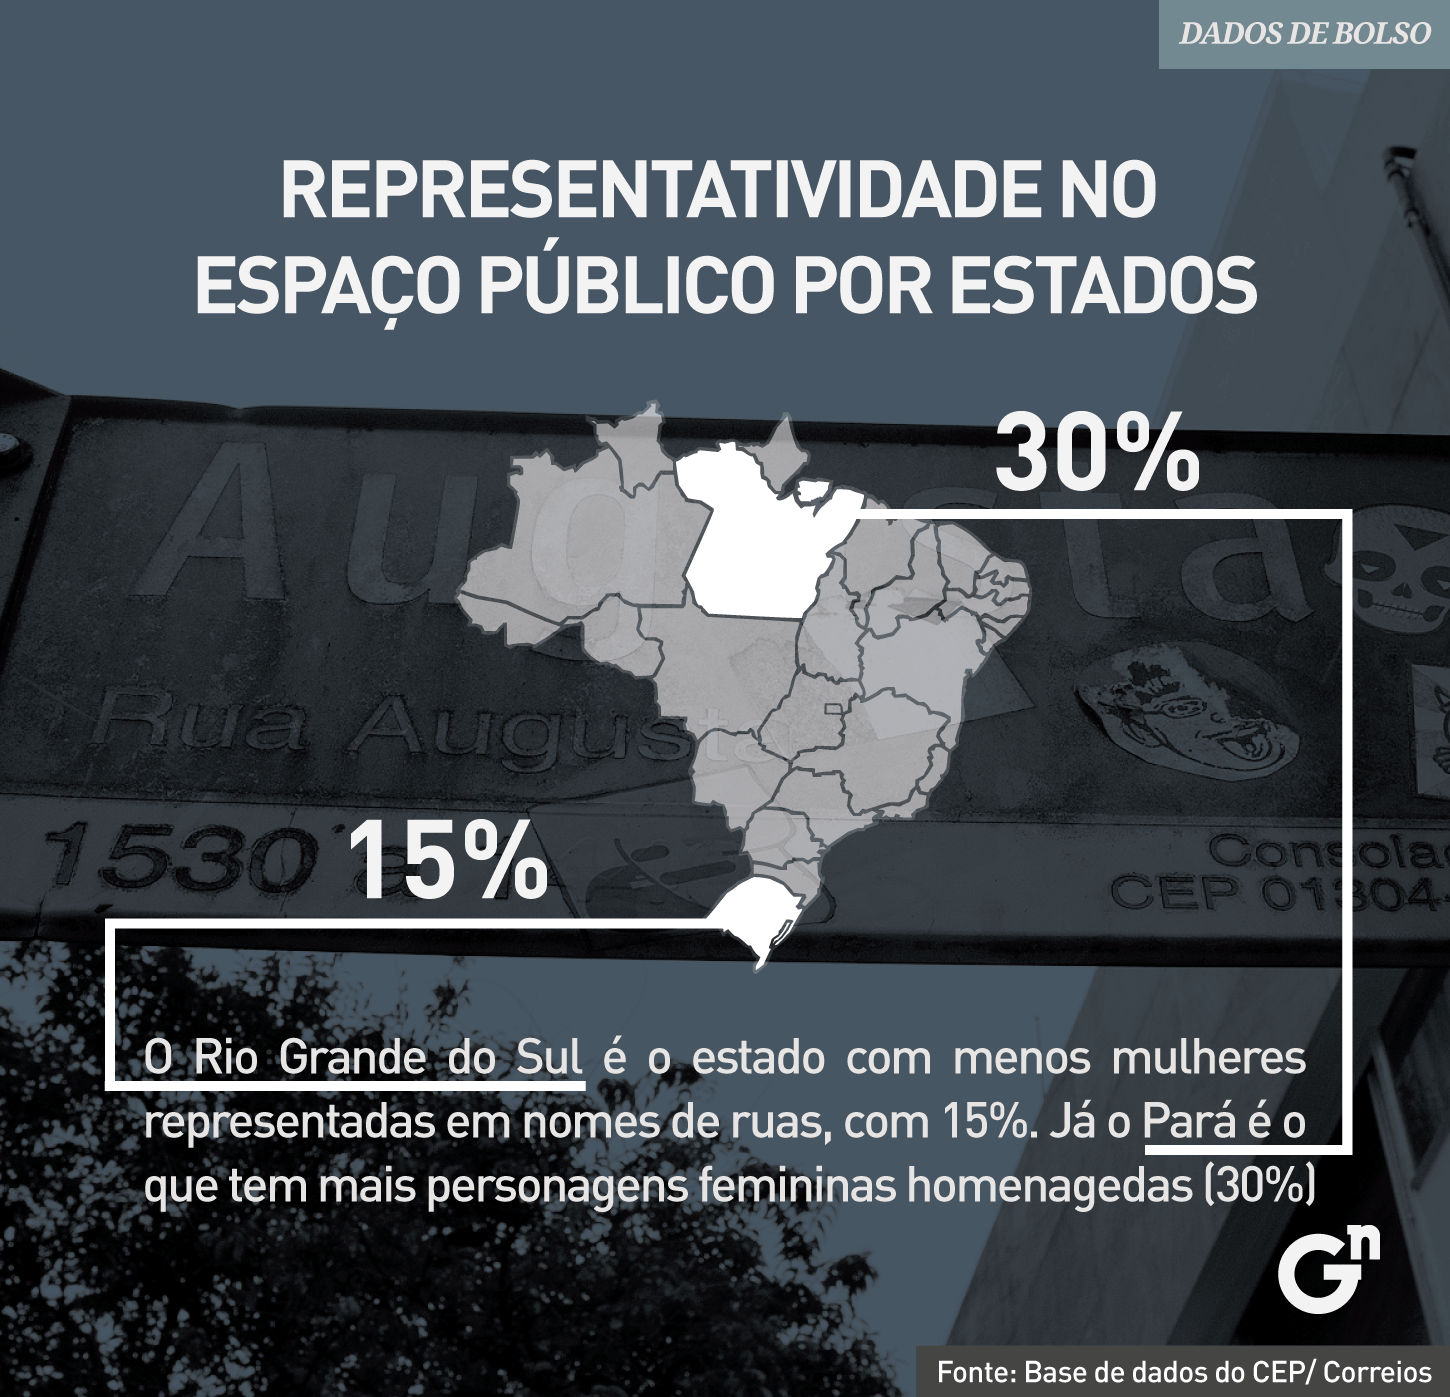 DADOS DE BOLSO
REPRESENTATIVIDADE NO
ESPAÇO PÚBLICO POR ESTADOS
30%
Augusta
Rua Augusta
15%
1530 a
Consolaç
CEP 01304-
O Rio Grande do Sul é o estado com menos mulheres
representadas em nomes de ruas, com 15%. Já o Pará é o
que tem mais personagens femininas homenagedas (30%)
Gn
Fonte: Base de dados do CEP/ Correios